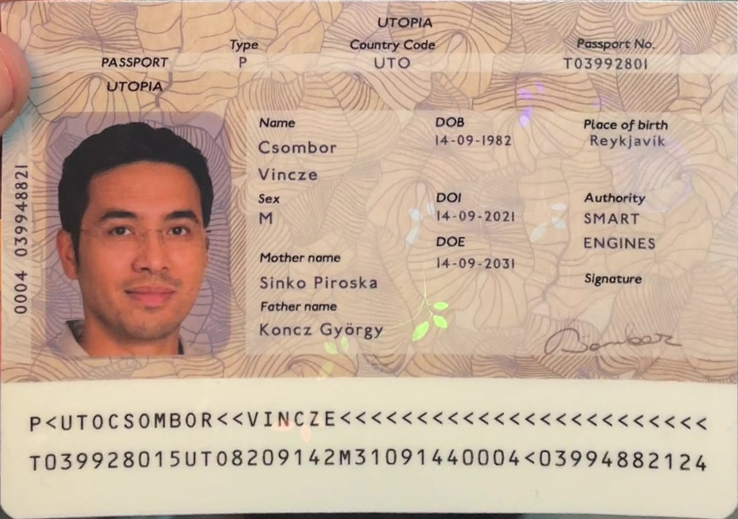 UTOPIA
Type Country Code Passport No.
PASSPORT P UTO T03992801
UTOPIA
Name DOB Place of birth
Csombor 14-09-1982 Reykjavík
Vincze
Sex DOI Authority
M 14-09-2021 SMART
DOE ENGINES
Mother name 14-09-2031
Sinko Piroska Signature
Father name
Koncz György
0004 039948821
P<UTOCSOMBOR<<VINCZE<<<<<<<<<<<<<<<<<<<<<<<<
T039928015UTO8209142M31091440004<03994882124